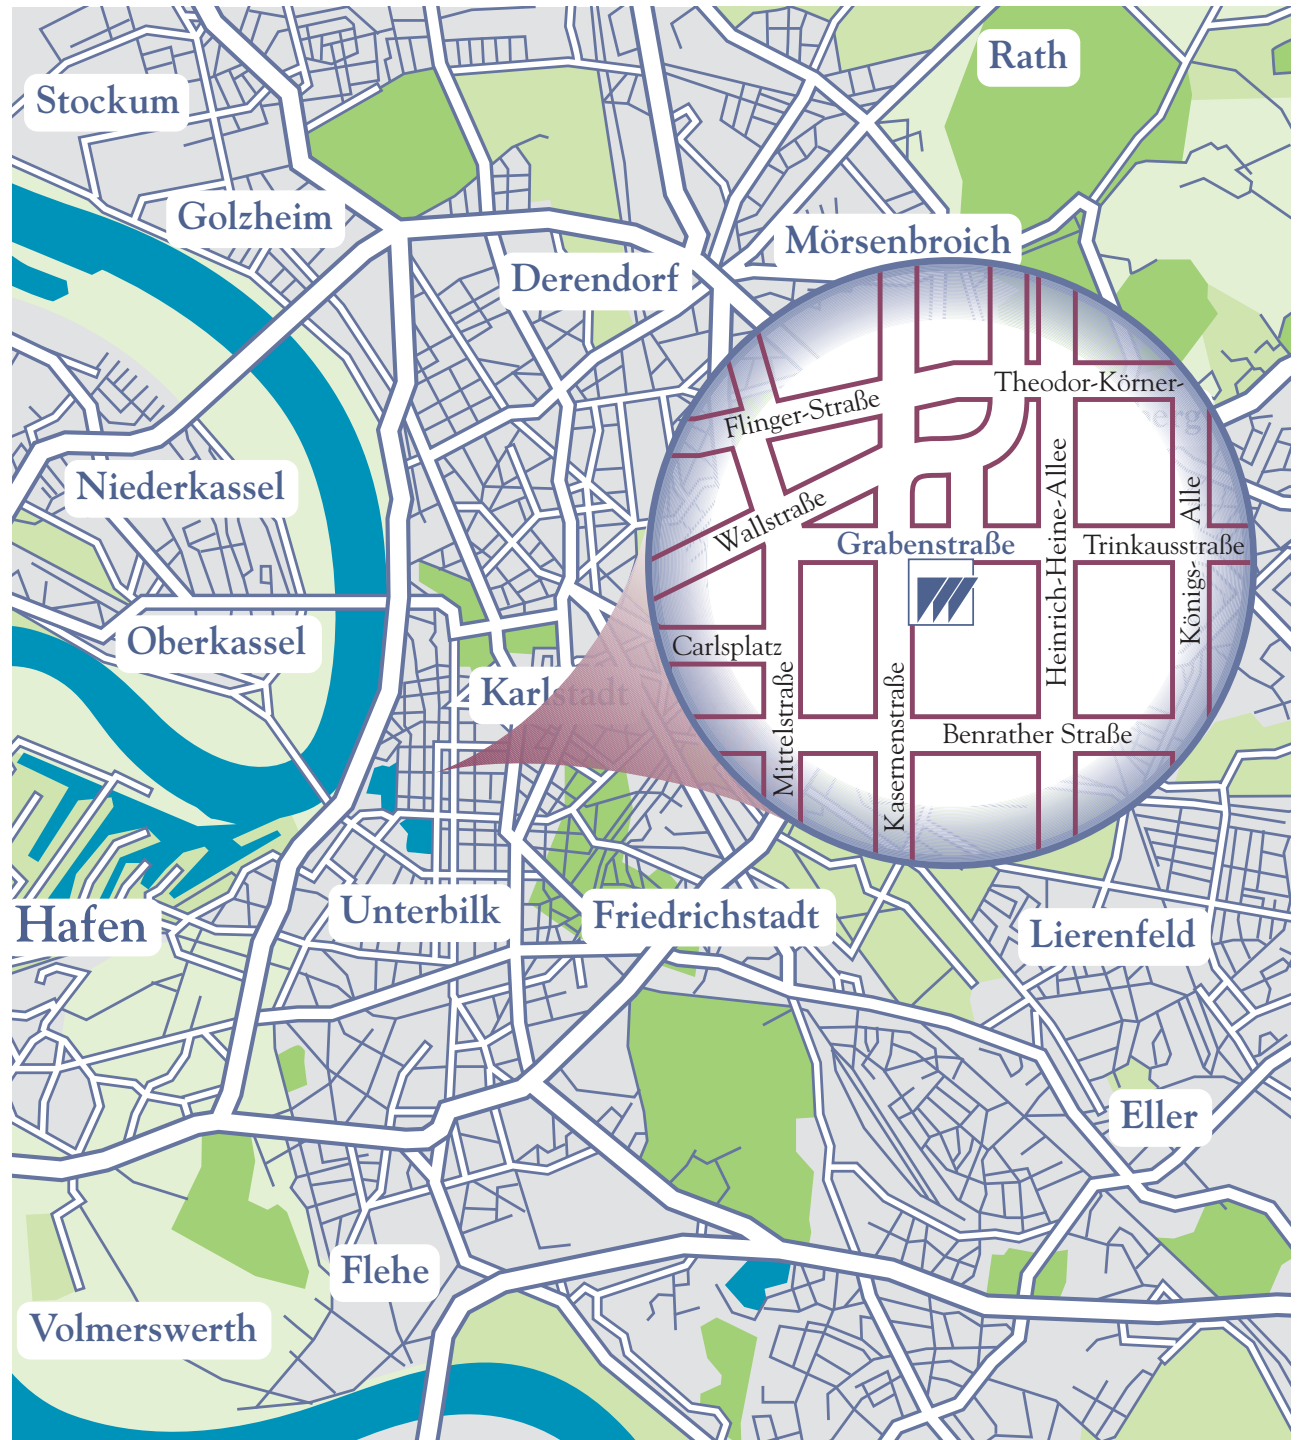 Rath
Stockum
Golzheim
Mörsenbroich
Derendorf
Theodor-Körner-
Flinger-Straße
berg
Niederkassel
Heinrich-Heine-Allee
Königs-
Alle
Wallstraße
Grabenstraße
Trinkausstraße
Oberkassel
Carlsplatz
Karlstadt
Mittelstraße
Kasernenstraße
Benrather Straße
Unterbilk
Friedrichstadt
Hafen
Lierenfeld
Eller
Flehe
Volmerswerth